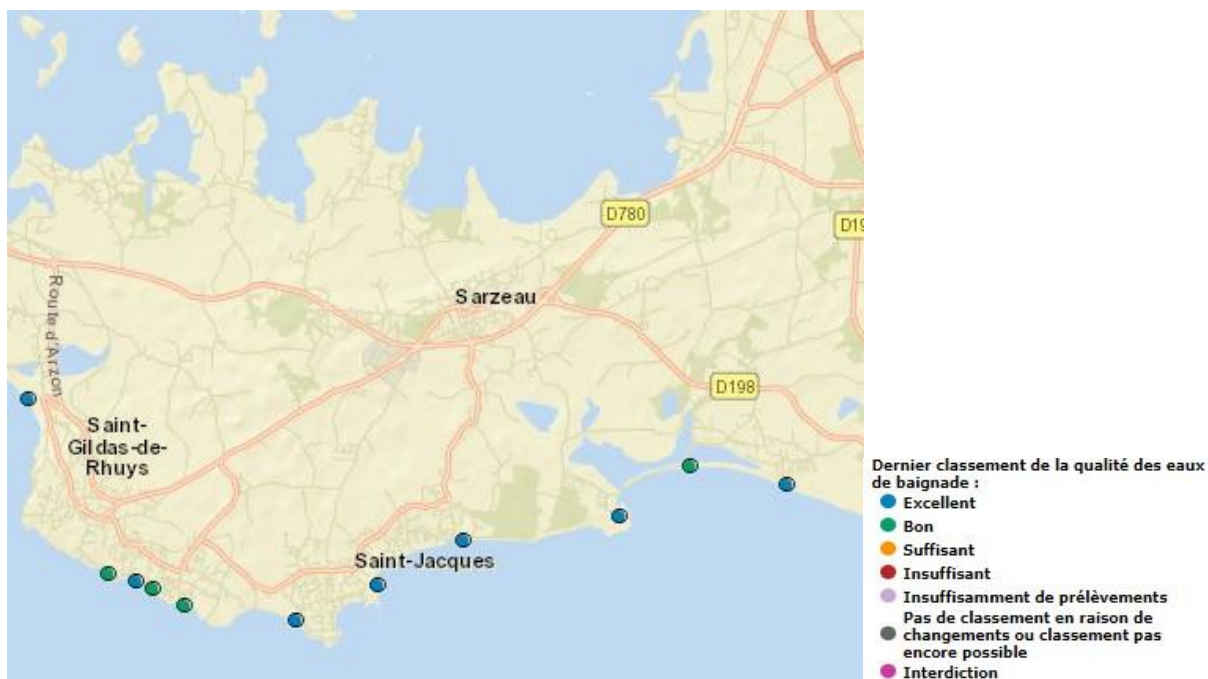 D780
D19
Sarzeau
Route d'Arzon
D198
Saint-
Gildas-de-
Rhuys
Saint-Jacques
Dernier classement de la qualité des eaux
de baignade :
Excellent
Bon
Suffisant
Insuffisant
Insuffisamment de prélèvements
Pas de classement en raison de
changements ou classement pas
encore possible
Interdiction